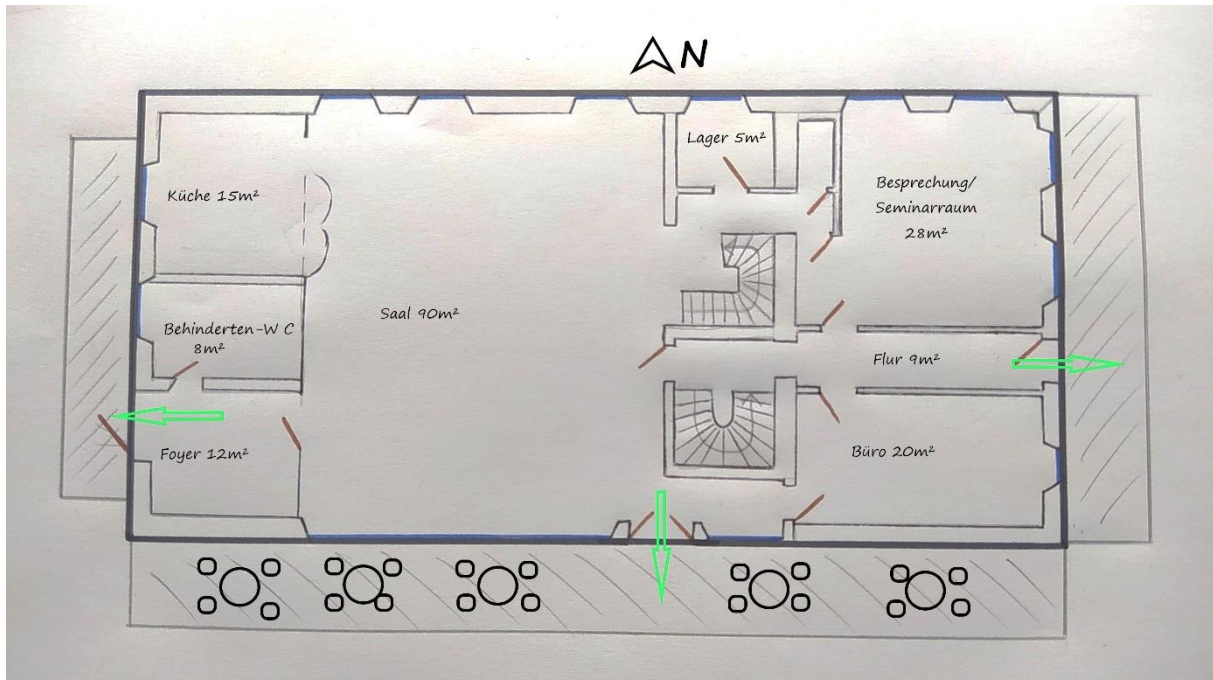 N
Lager 5m²
Küche 15m²
Besprechung/
Seminarraum
28m²
Saal 90m²
Behinderten-W C
8m²
Flur 9m²
Foyer 12m²
Büro 20m²